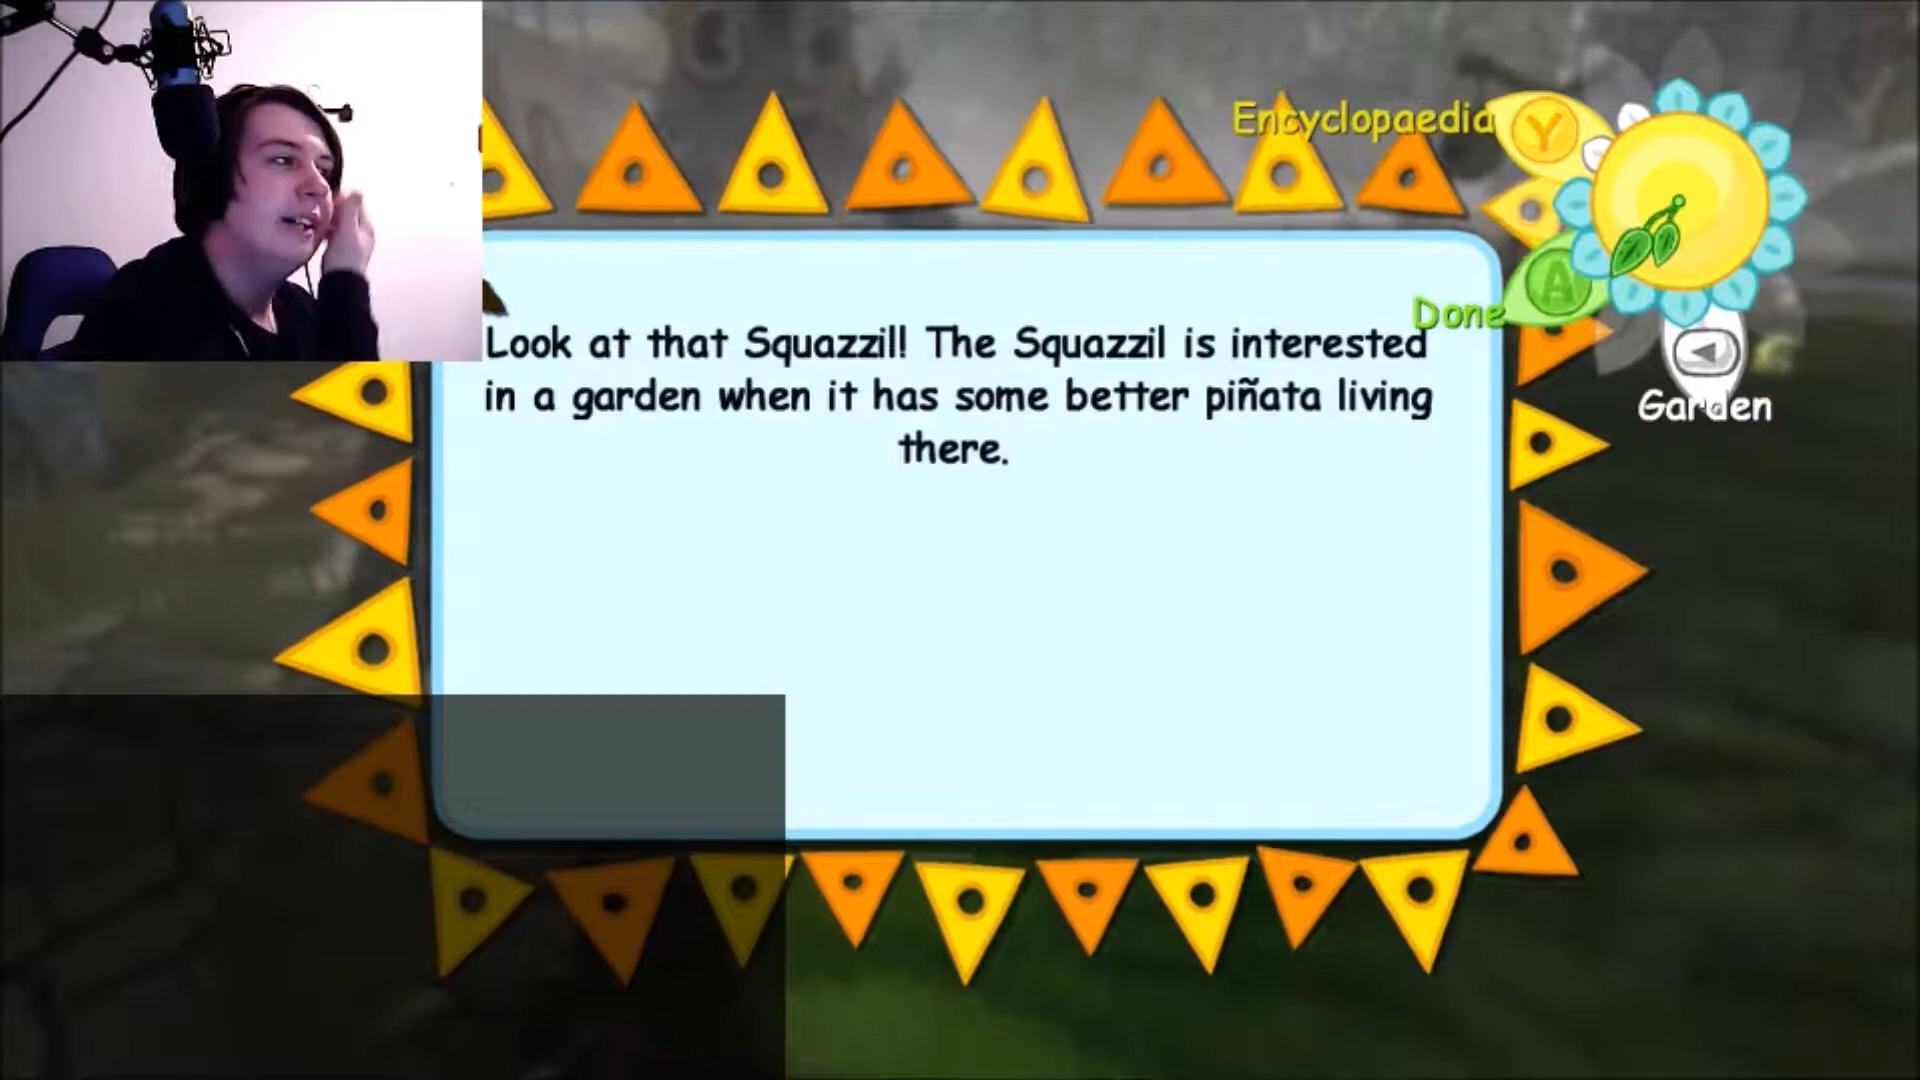 Encyclopaedia Y
Done A
Look at that Squazzil! The Squazzil is interested
in a garden when it has some better piñata living
there.
Garden